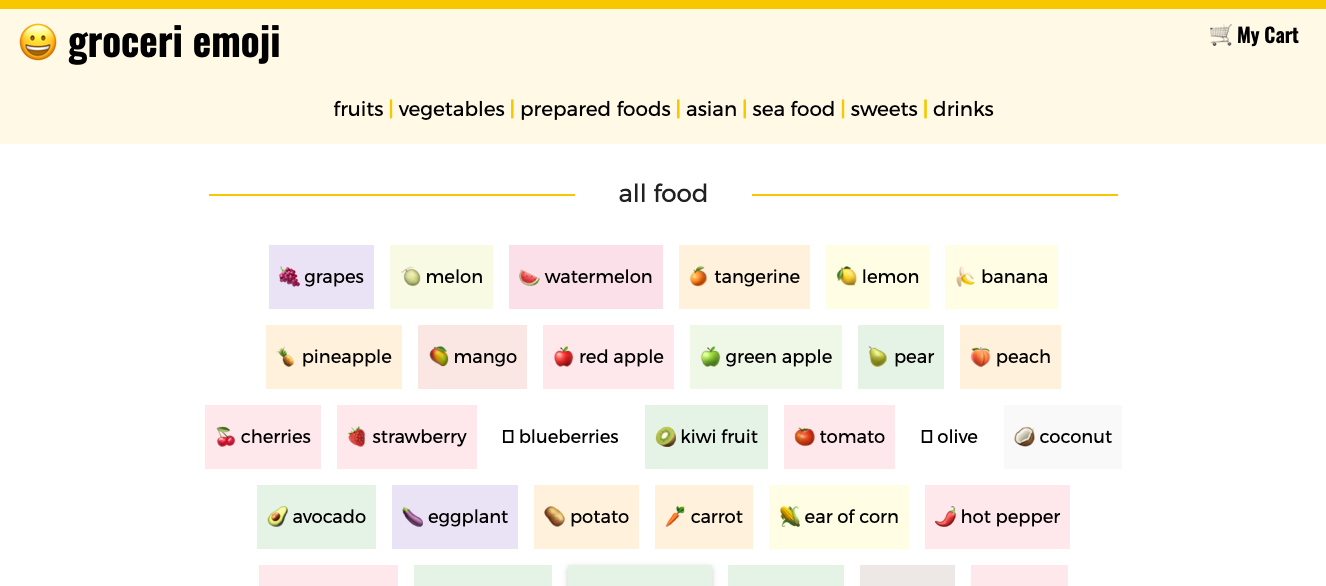 😀 groceri emoji
🛒 My Cart
fruits | vegetables | prepared foods | asian | sea food | sweets | drinks
all food
🍇 grapes 🍈 melon 🍉 watermelon 🍊 tangerine 🍋 lemon 🍌 banana
🍍 pineapple 🥭 mango 🍎 red apple 🍏 green apple 🍐 pear 🍑 peach
🍒 cherries 🍓 strawberry blueberries 🥝 kiwi fruit 🍅 tomato olive 🥥 coconut
🥑 avocado 🍆 eggplant 🥔 potato 🥕 carrot 🌽 ear of corn 🌶️ hot pepper